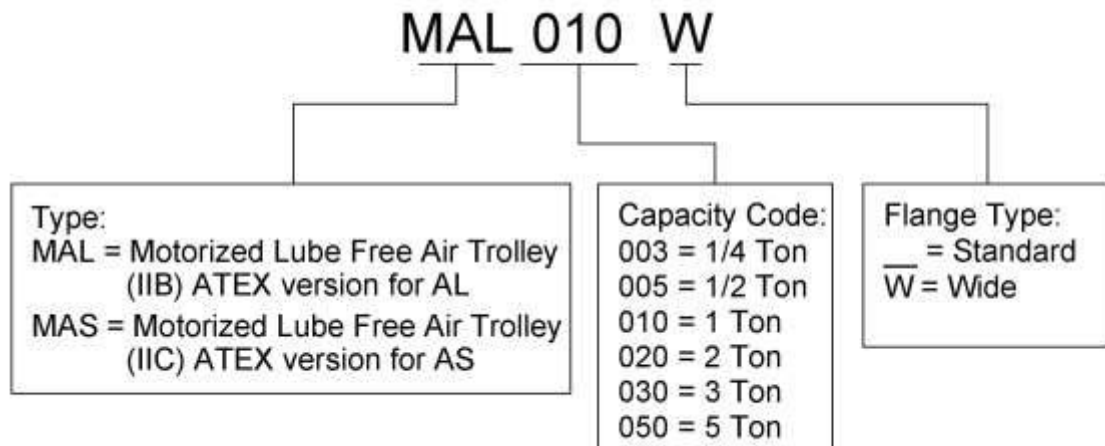 MAL 010 W
Type:
MAL = Motorized Lube Free Air Trolley
(IIB) ATEX version for AL
MAS = Motorized Lube Free Air Trolley
(IIC) ATEX version for AS
Capacity Code:
003 = 1/4 Ton
005 = 1/2 Ton
010 = 1 Ton
020 = 2 Ton
030 = 3 Ton
050 = 5 Ton
Flange Type:
__ = Standard
W = Wide